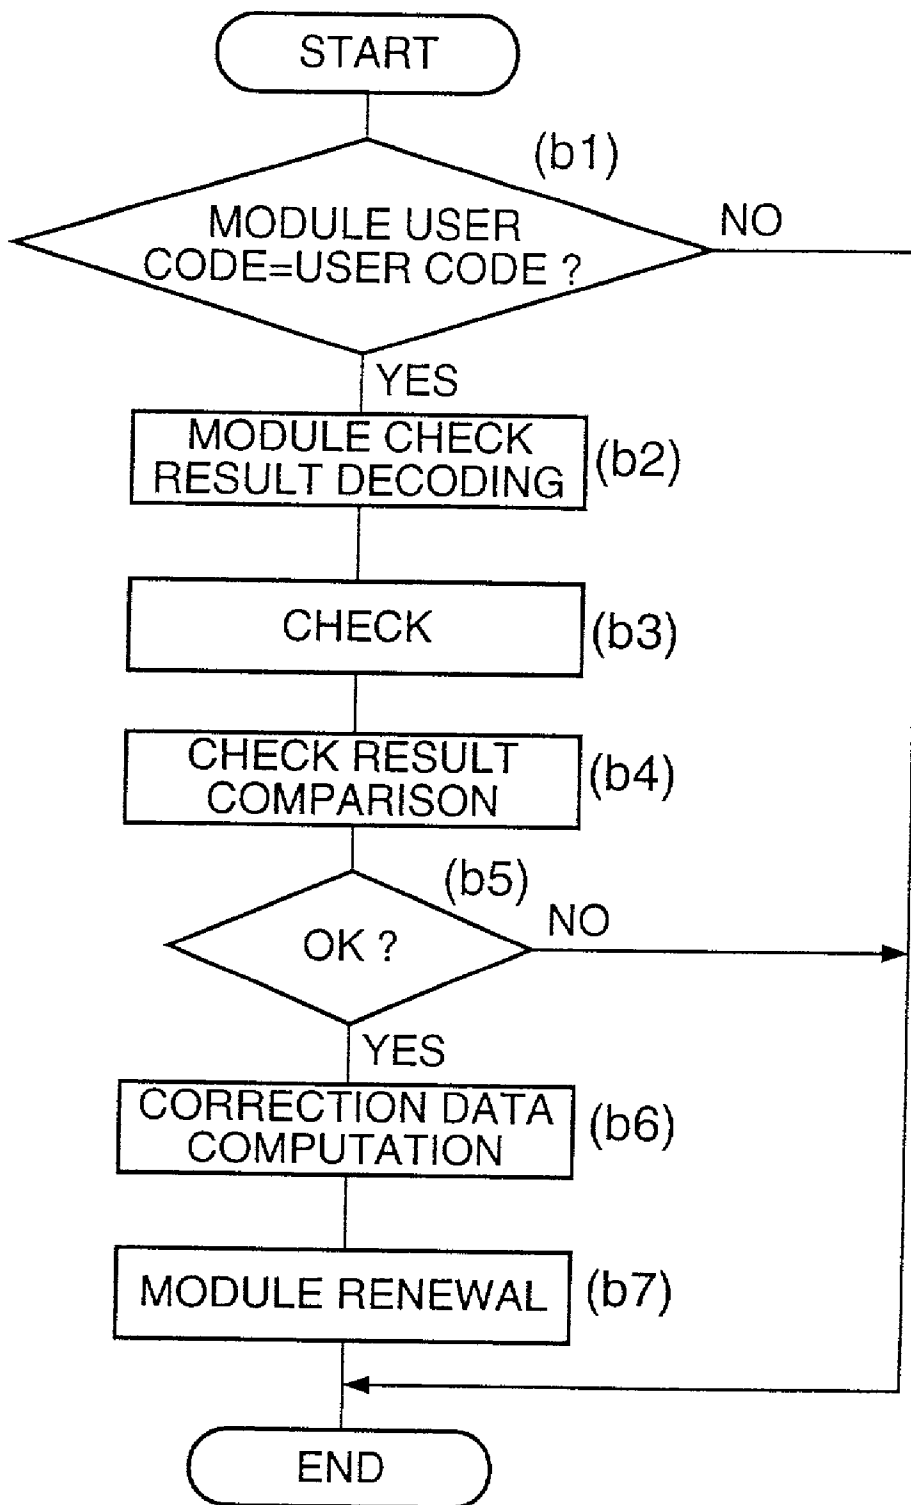 START
(b1)
MODULE USER
CODE=USER CODE ?
NO
YES
MODULE CHECK
RESULT DECODING
(b2)
CHECK
(b3)
CHECK RESULT
COMPARISON
(b4)
(b5)
OK ?
NO
YES
CORRECTION DATA
COMPUTATION
(b6)
MODULE RENEWAL
(b7)
END